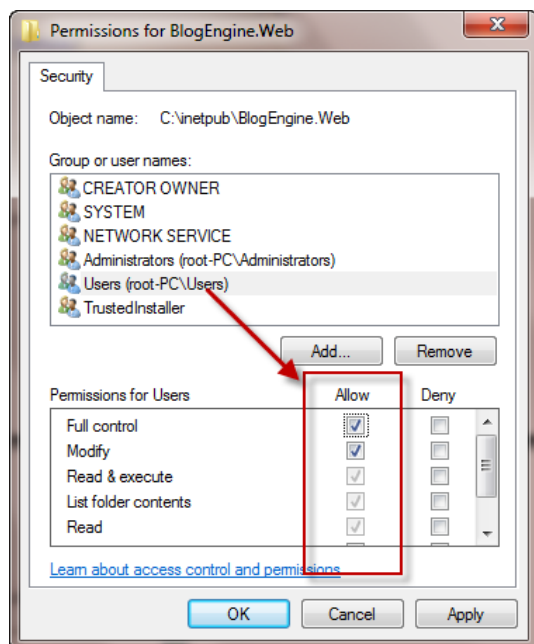 Permissions for BlogEngine.Web
Security
Object name: C:\inetpub\BlogEngine.Web
Group or user names:
CREATOR OWNER
SYSTEM
NETWORK SERVICE
Administrators (root-PC\Administrators)
Users (root-PC\Users)
TrustedInstaller
Add... Remove
Permissions for Users Allow Deny
Full control
Modify
Read & execute
List folder contents
Read
Learn about access control and permissions
OK Cancel Apply